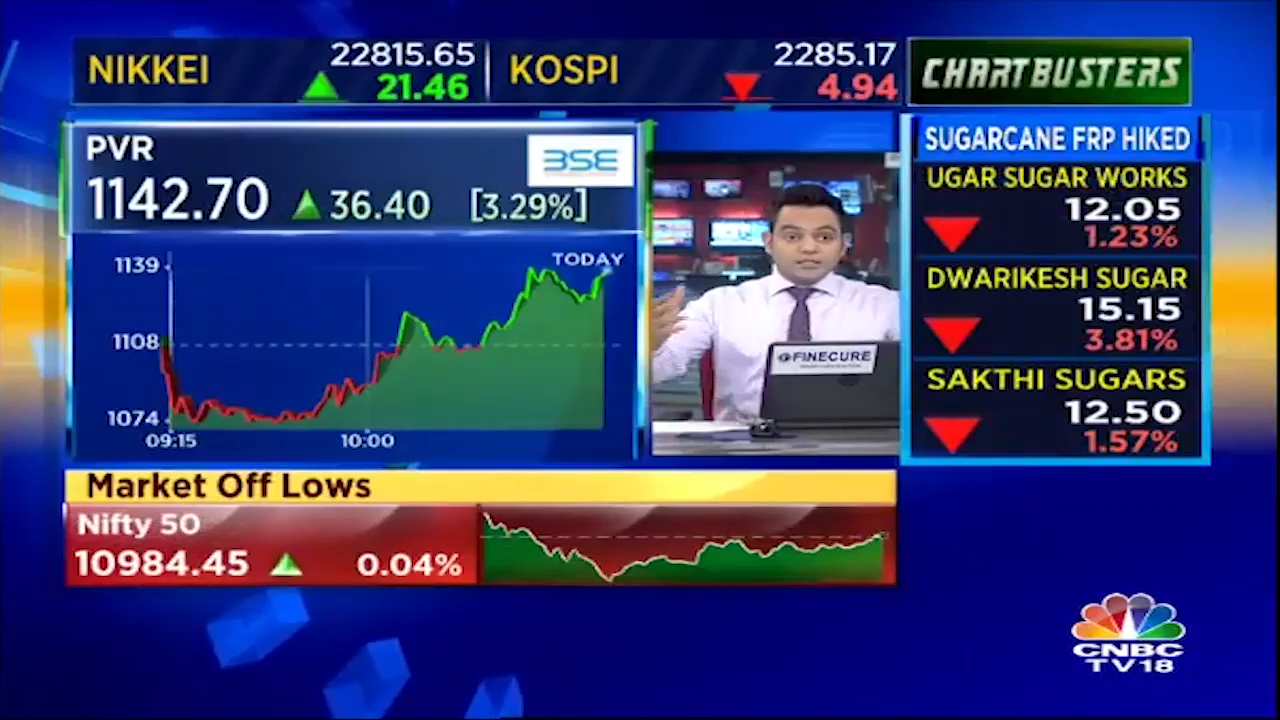 NIKKEI 22815.65
21.46
KOSPI 2285.17
4.94
CHARTBUSTERS
PVR
BSE
1142.70 36.40 [3.29%]
TODAY
1139
1108
1074
09:15 10:00
FINECURE
SUGARCANE FRP HIKED
UGAR SUGAR WORKS
12.05
1.23%
DWARIKESH SUGAR
15.15
3.81%
SAKTHI SUGARS
12.50
1.57%
Market Off Lows
Nifty 50
10984.45 0.04%
CNBC
TV18